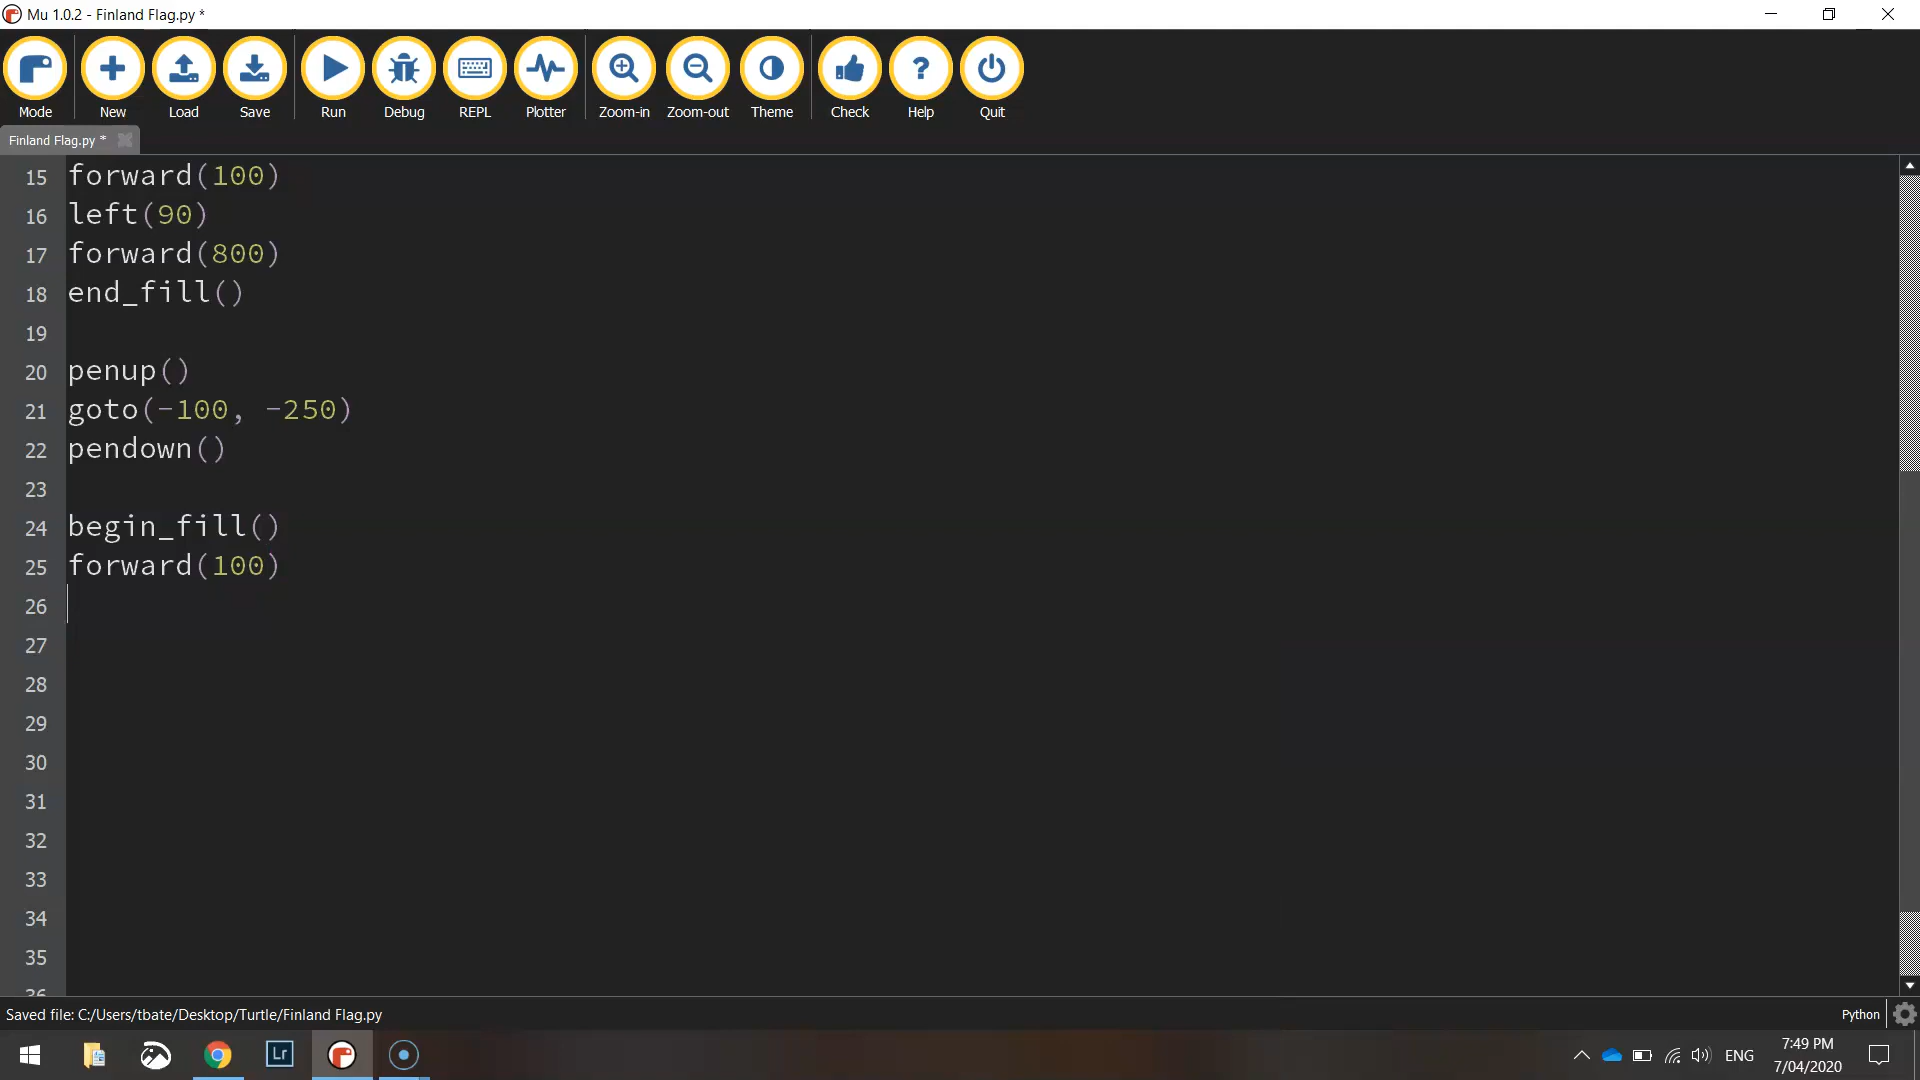 Mu 1.0.2 - Finland Flag.py *
Mode
New
Load
Save
Run
Debug
REPL
Plotter
Zoom-in
Zoom-out
Theme
Check
Help
Quit
Finland Flag.py *
15 forward(100)
16 left(90)
17 forward(800)
18 end_fill()
19
20 penup()
21 goto(-100, -250)
22 pendown()
23
24 begin_fill()
25 forward(100)
26
27
28
29
30
31
32
33
34
35
36
Saved file: C:/Users/tbate/Desktop/Turtle/Finland Flag.py
Python
Lr
ENG
7:49 PM
7/04/2020